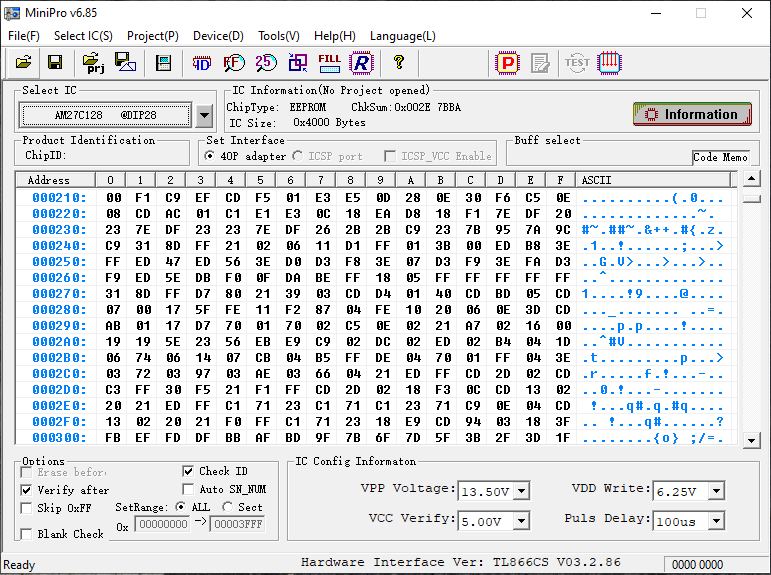 MiniPro v6.85
File(F) Select IC(S) Project(P) Device(D) Tools(V) Help(H) Language(L)
prj ID F 25 FILL R ? P TEST
Select IC
AM27C128 @DIP28
IC Information(No Project opened)
ChipType: EEPROM ChkSum:0x002E 7BBA
IC Size: 0x4000 Bytes
Information
Product Identification
ChipID:
Set Interface
40P adapter ICSP port ICSP_VCC Enable
Buff select
Code Memo
Address 0 1 2 3 4 5 6 7 8 9 A B C D E F ASCII
000210: 00 F1 C9 EF CD F5 01 E3 E5 0D 28 0E 30 F6 C5 0E ..........(.0...
000220: 08 CD AC 01 C1 E1 E3 0C 18 EA D8 18 F1 7E DF 20 .............~.
000230: 23 7E DF 23 23 7E DF 26 2B 2B C9 23 7B 95 7A 9C #~.##~.&++.#{.z.
000240: C9 31 8D FF 21 02 06 11 D1 FF 01 3B 00 ED B8 3E .1..!......;...>
000250: FF ED 47 ED 56 3E D0 D3 F8 3E 07 D3 F9 3E FA D3 ..G.V>...>...>..
000260: F9 ED 5E DB F0 0F DA BE FF 18 05 FF FF FF FF FF ..^.............
000270: 31 8D FF D7 80 21 39 03 CD D4 01 40 CD BD 05 CD 1....!9....@....
000280: 07 00 17 5F FE 11 F2 87 04 FE 10 20 06 0E 3D CD ..._....... ..=.
000290: AB 01 17 D7 70 01 70 02 C5 0E 02 21 A7 02 16 00 ....p.p....!....
0002A0: 19 19 5E 23 56 EB E9 C9 02 DC 02 ED 02 B4 04 1D ..^#V...........
0002B0: 06 74 06 14 07 CB 04 B5 FF DE 04 70 01 FF 04 3E .t.........p...>
0002C0: 03 72 03 97 03 AE 03 66 04 21 ED FF CD 2D 02 CD .r.....f.!...-..
0002D0: C3 FF 30 F5 21 F1 FF CD 2D 02 18 F3 0C CD 13 02 ..0.!...-.......
0002E0: 20 21 ED FF C1 71 23 C1 71 C1 23 71 C9 0E 04 CD  !...q#.q.#q....
0002F0: 13 02 20 21 F0 FF C1 71 23 18 E9 CD 94 03 18 3F .. !...q#......?
000300: FB EF FD DF BB AF BD 9F 7B 6F 7D 5F 3B 2F 3D 1F ........{o}_;/=.
Options
Erase before
Check ID
Verify after
Auto SN_NUM
Skip 0xFF
SetRange: ALL Sect
Blank Check
0x 00000000 -> 00003FFF
IC Config Informaton
VPP Voltage: 13.50V VDD Write: 6.25V
VCC Verify: 5.00V Puls Delay: 100us
Ready Hardware Interface Ver: TL866CS V03.2.86 0000 0000